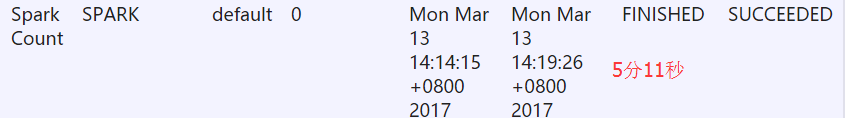 Spark Count
SPARK
default
0
Mon Mar 13 14:14:15 +0800 2017
Mon Mar 13 14:19:26 +0800 2017
FINISHED
SUCCEEDED
5分11秒